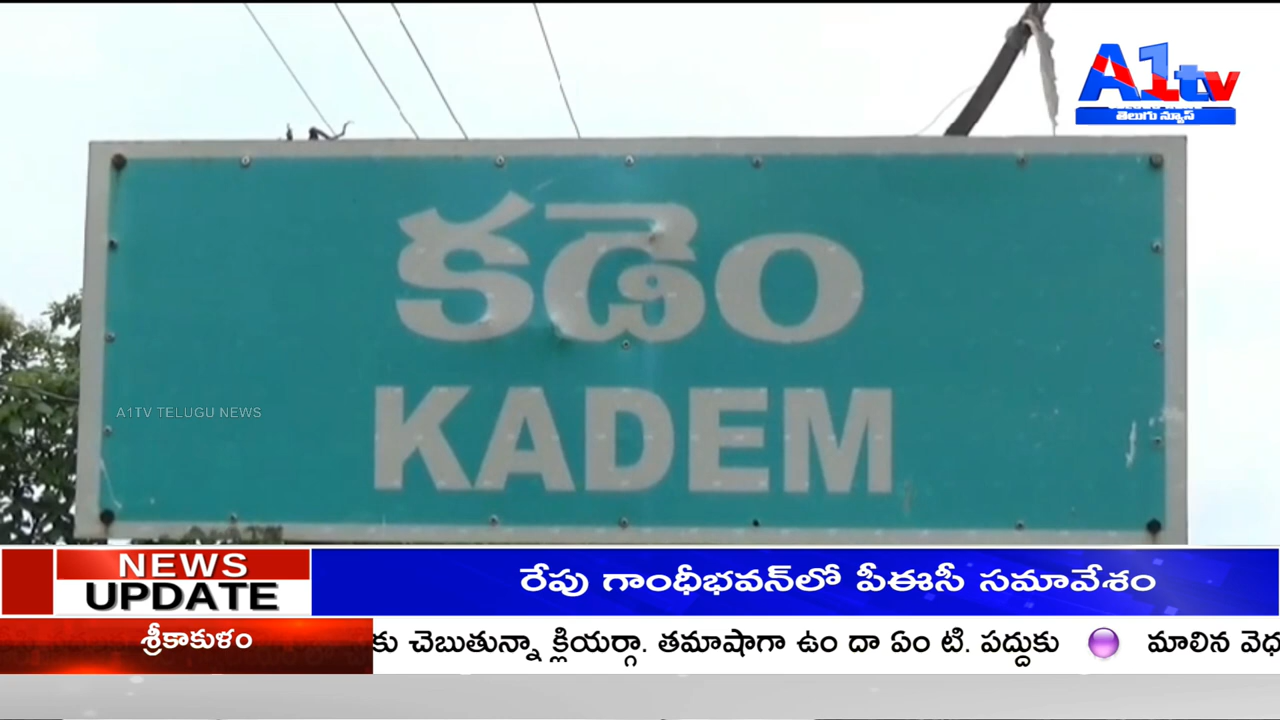 A1tv
తెలుగు న్యూస్
కడెం
KADEM
A1TV TELUGU NEWS
NEWS
UPDATE
రేపు గాంధీభవన్‌లో పీఈసీ సమావేశం
శ్రీకాకుళం
కు చెబుతున్నా క్లియర్గా. తమాషాగా ఉం దా ఏం టి. పద్దుకు
మాలిన వెధ